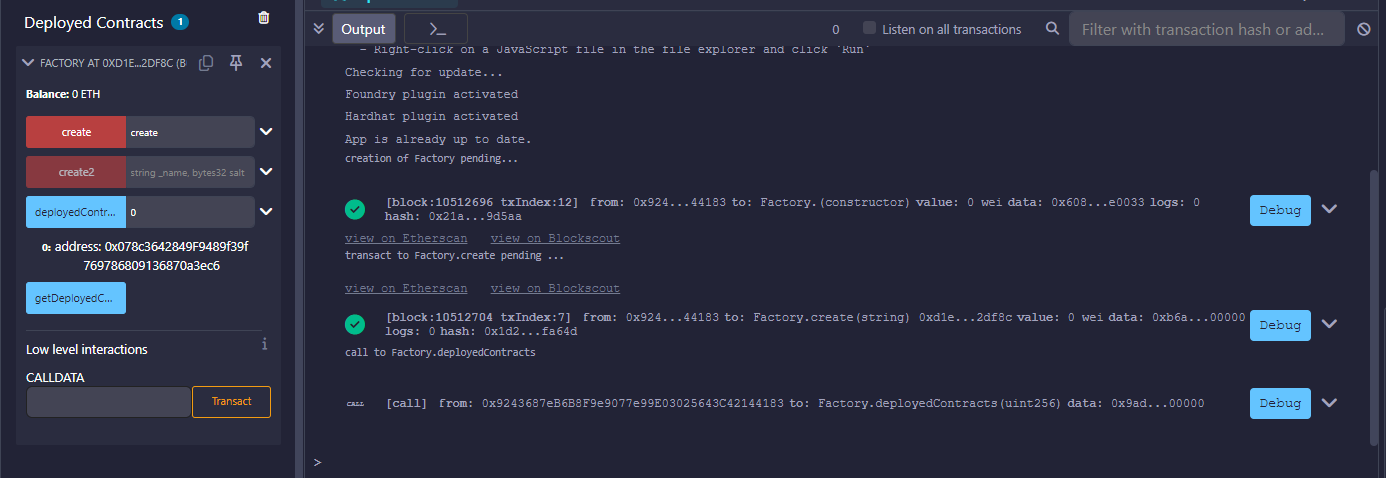 Deployed Contracts 1
FACTORY AT 0XD1E...2DF8C (B
Balance: 0 ETH
create create
create2 string _name, bytes32 salt
deployedContr... 0
0: address: 0x078c3642849F9489f39f
769786809136870a3ec6
getDeployedC...
Low level interactions
i
CALLDATA
Transact
Output >_ 0 Listen on all transactions Filter with transaction hash or ad...
- Right-click on a JavaScript file in the file explorer and click 'Run'
Checking for update...
Foundry plugin activated
Hardhat plugin activated
App is already up to date.
creation of Factory pending...
[block:10512696 txIndex:12] from: 0x924...44183 to: Factory.(constructor) value: 0 wei data: 0x608...e0033 logs: 0
hash: 0x21a...9d5aa
Debug
view on Etherscan view on Blockscout
transact to Factory.create pending ...
view on Etherscan view on Blockscout
[block:10512704 txIndex:7] from: 0x924...44183 to: Factory.create(string) 0xd1e...2df8c value: 0 wei data: 0xb6a...00000
logs: 0 hash: 0x1d2...fa64d
Debug
call to Factory.deployedContracts
CALL [call] from: 0x9243687eB6B8F9e9077e99E03025643C42144183 to: Factory.deployedContracts(uint256) data: 0x9ad...00000
Debug
>